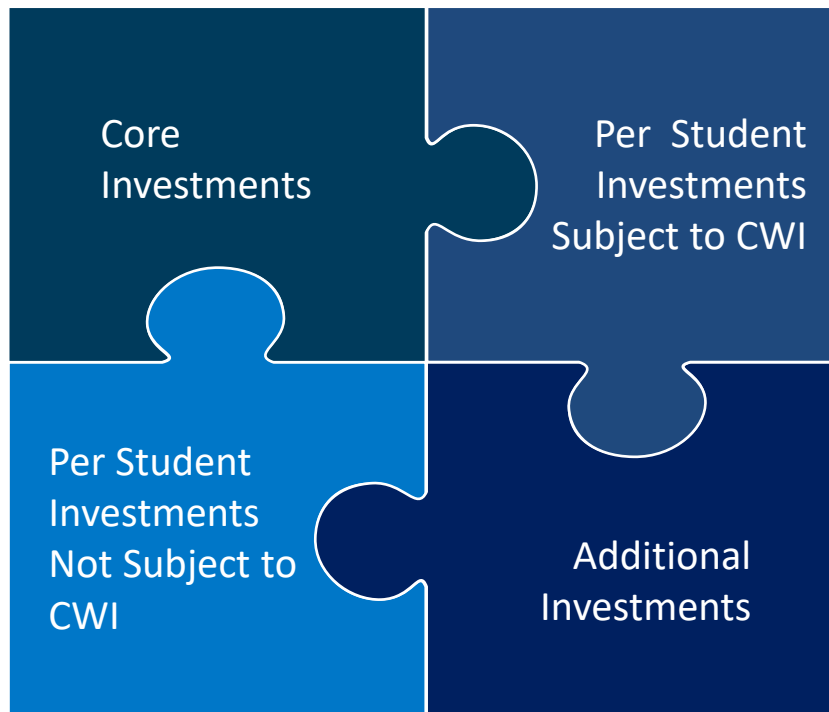 Core
Investments
Per Student
Investments
Subject to CWI
Per Student
Investments
Not Subject to
CWI
Additional
Investments